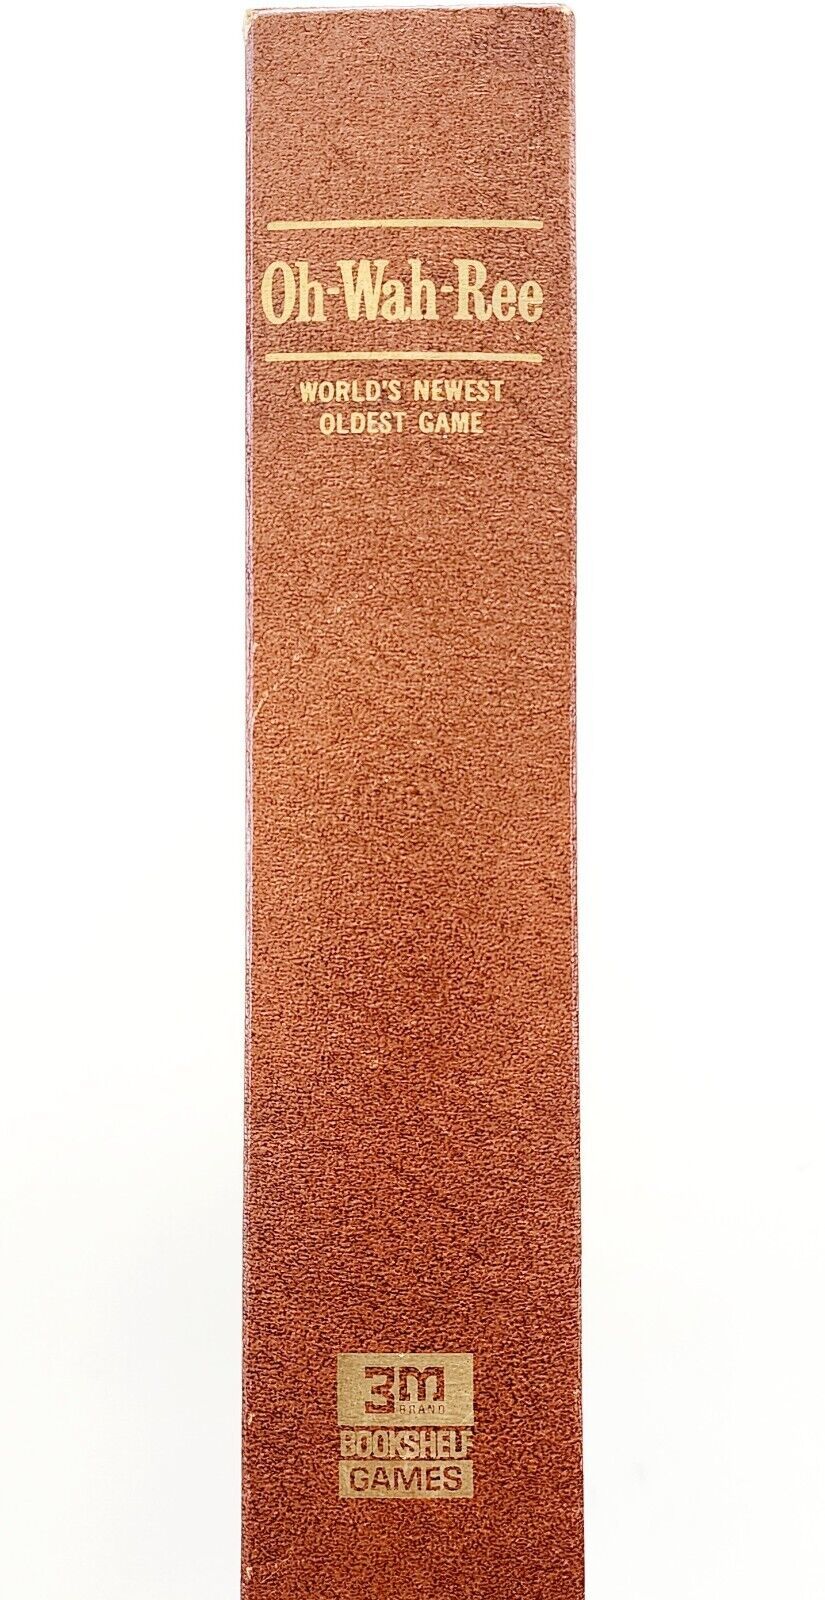 Oh-Wah-Ree
WORLD'S NEWEST
OLDEST GAME
3M
BRAND
BOOKSHELF
GAMES